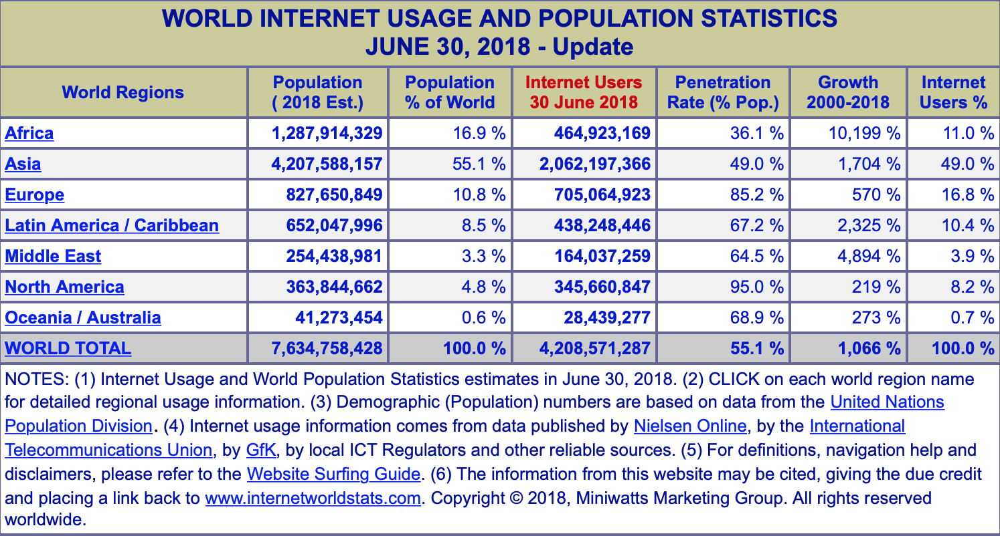 WORLD INTERNET USAGE AND POPULATION STATISTICS
JUNE 30, 2018 - Update
World Regions Population ( 2018 Est.) Population % of World Internet Users 30 June 2018 Penetration Rate (% Pop.) Growth 2000-2018 Internet Users %
Africa 1,287,914,329 16.9 % 464,923,169 36.1 % 10,199 % 11.0 %
Asia 4,207,588,157 55.1 % 2,062,197,366 49.0 % 1,704 % 49.0 %
Europe 827,650,849 10.8 % 705,064,923 85.2 % 570 % 16.8 %
Latin America / Caribbean 652,047,996 8.5 % 438,248,446 67.2 % 2,325 % 10.4 %
Middle East 254,438,981 3.3 % 164,037,259 64.5 % 4,894 % 3.9 %
North America 363,844,662 4.8 % 345,660,847 95.0 % 219 % 8.2 %
Oceania / Australia 41,273,454 0.6 % 28,439,277 68.9 % 273 % 0.7 %
WORLD TOTAL 7,634,758,428 100.0 % 4,208,571,287 55.1 % 1,066 % 100.0 %
NOTES: (1) Internet Usage and World Population Statistics estimates in June 30, 2018. (2) CLICK on each world region name
for detailed regional usage information. (3) Demographic (Population) numbers are based on data from the United Nations
Population Division. (4) Internet usage information comes from data published by Nielsen Online, by the International
Telecommunications Union, by GfK, by local ICT Regulators and other reliable sources. (5) For definitions, navigation help and
disclaimers, please refer to the Website Surfing Guide. (6) The information from this website may be cited, giving the due credit
and placing a link back to www.internetworldstats.com. Copyright © 2018, Miniwatts Marketing Group. All rights reserved
worldwide.